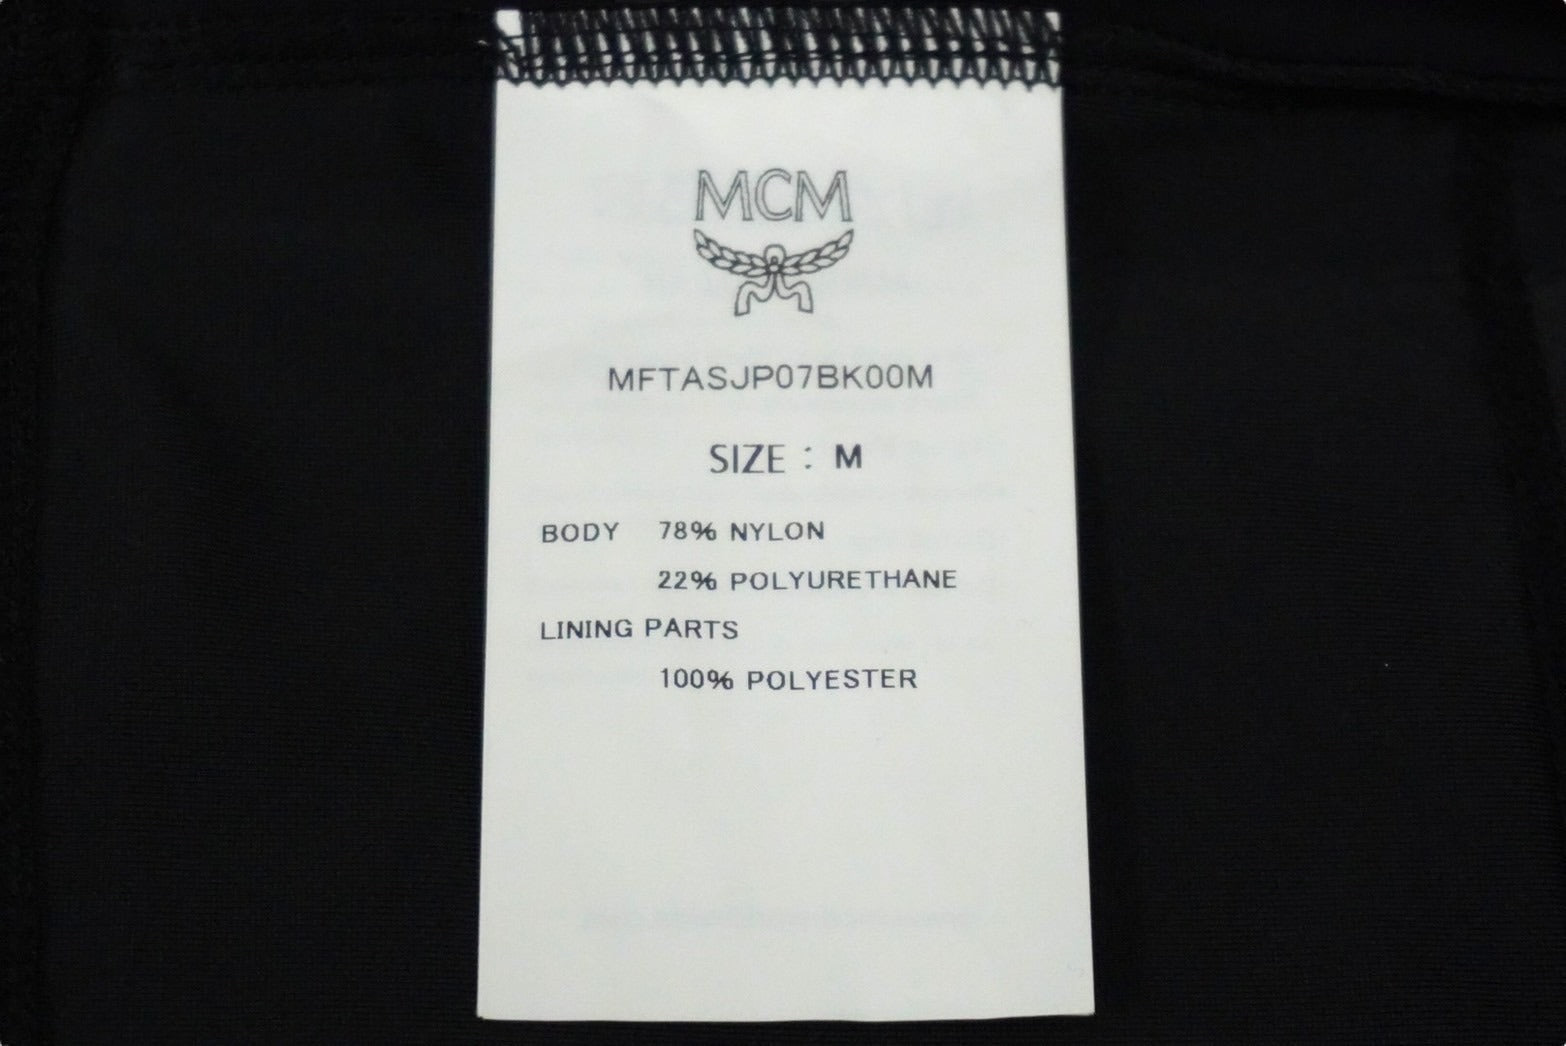 MCM
MFTASJP07BK00M
SIZE : M
BODY 78% NYLON
22% POLYURETHANE
LINING PARTS
100% POLYESTER